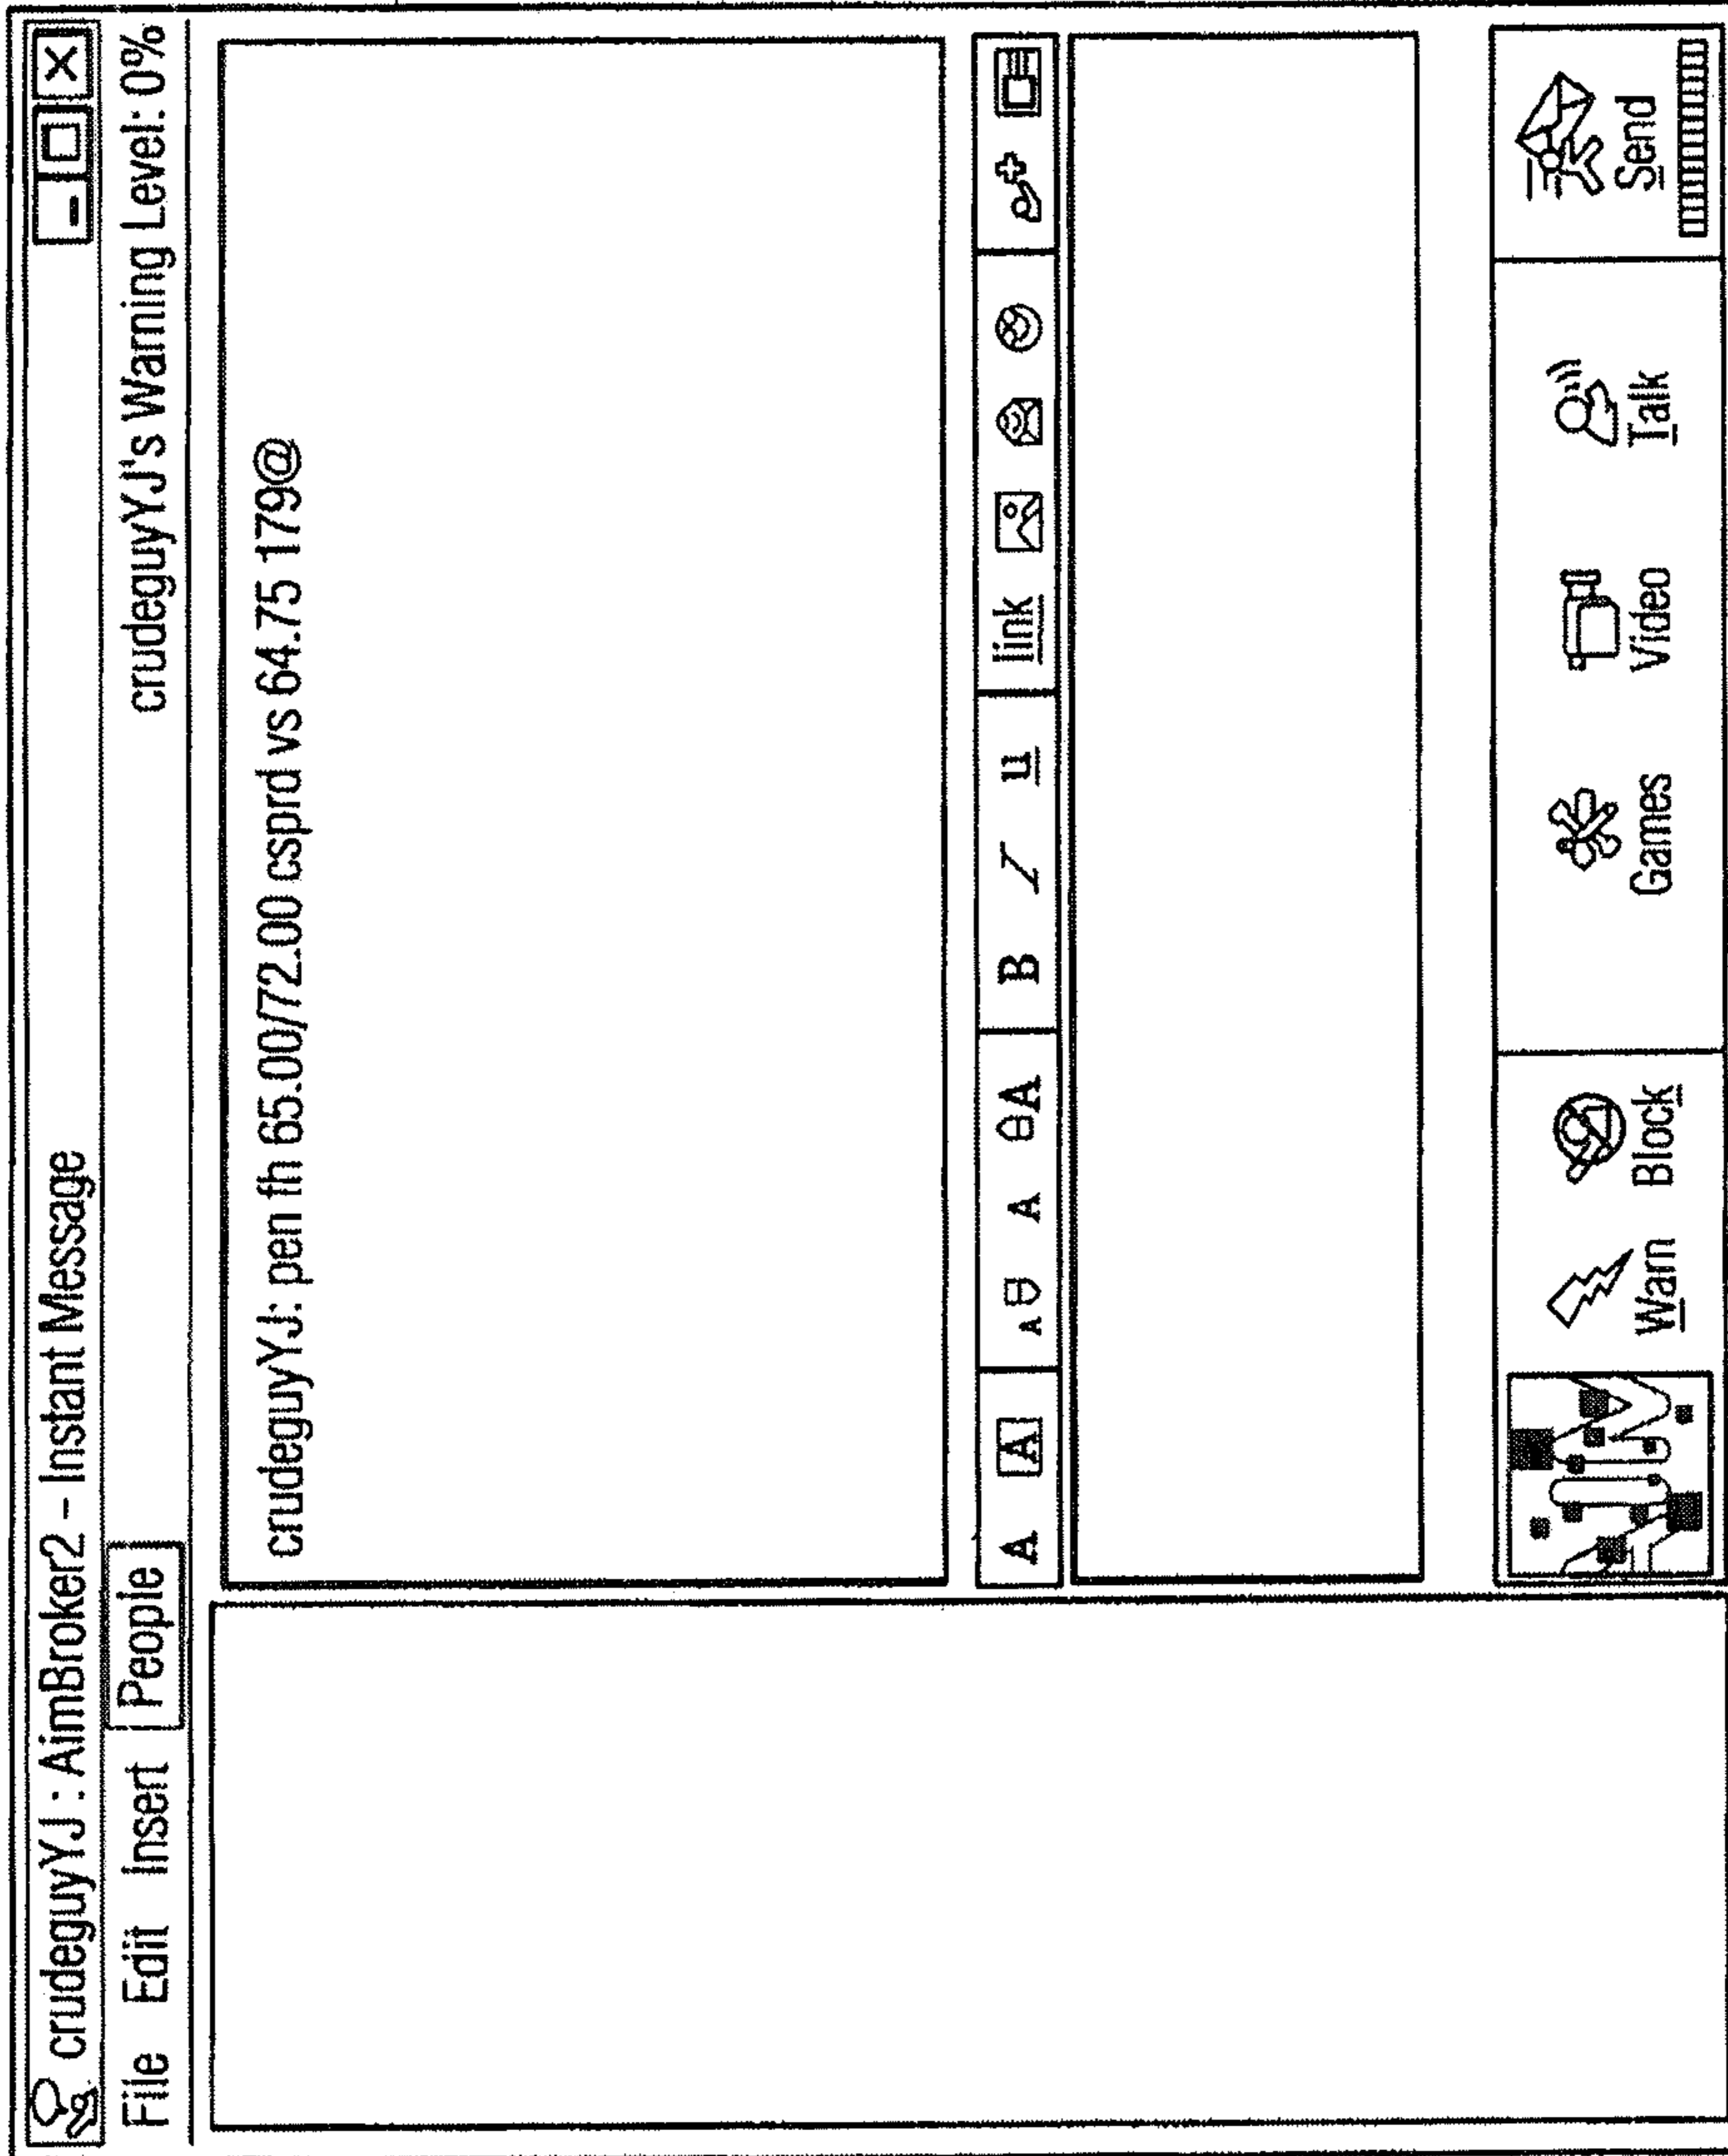 crudeguyYJ : AimBroker2 - Instant Message
File Edit Insert People crudeguyYJ's Warning Level: 0%
crudeguyYJ: pen fh 65.00/72.00 csprd vs 64.75 179@
A A A A A B I u link
Warn Block Games Video Talk Send